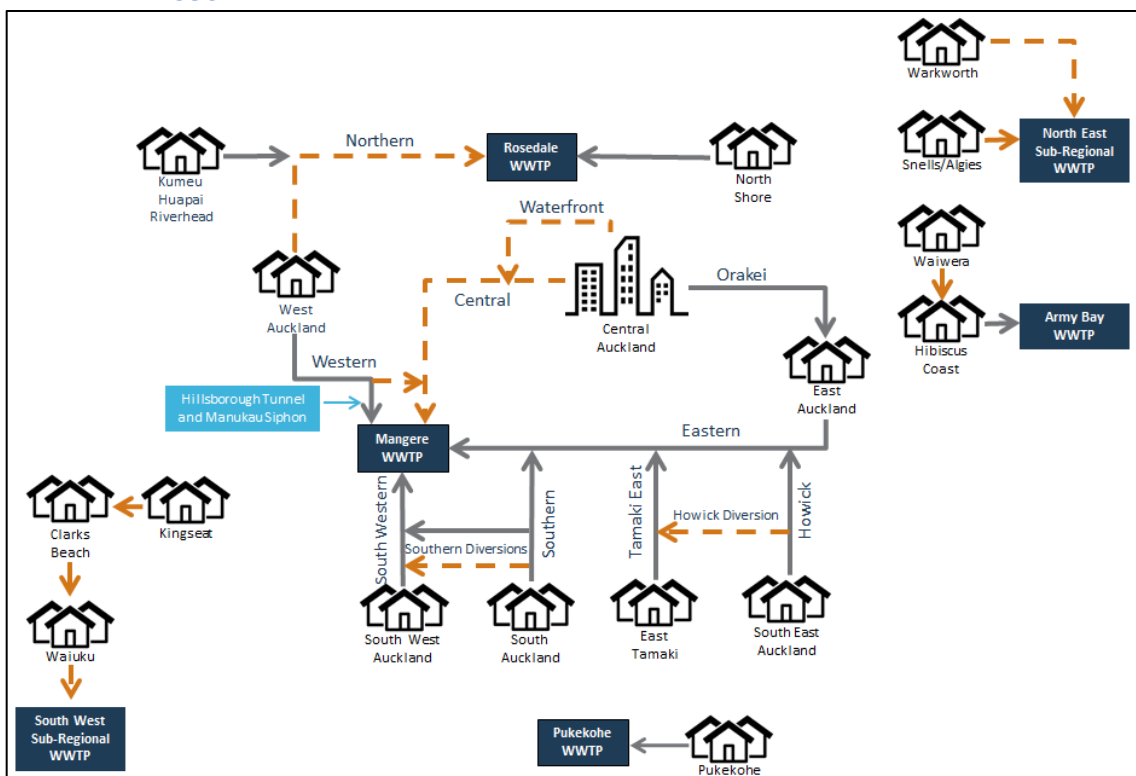 Warkworth
Northern
Rosedale
WWTP
North East
Sub-Regional
WWTP
Snells/Algies
Kumeu
Huapai
Riverhead
North
Shore
Waterfront
Waiwera
Orakei
Central
West
Auckland
Central
Auckland
Army Bay
WWTP
Hibiscus
Coast
Western
East
Auckland
Hillsborough Tunnel
and Manukau Siphon
Eastern
Mangere
WWTP
South Western
Southern
Tamaki East
Howick
Howick Diversion
Southern Diversions
Clarks
Beach
Kingseat
South West
Auckland
South
Auckland
East
Tamaki
South East
Auckland
Waiuku
South West
Sub-Regional
WWTP
Pukekohe
WWTP
Pukekohe